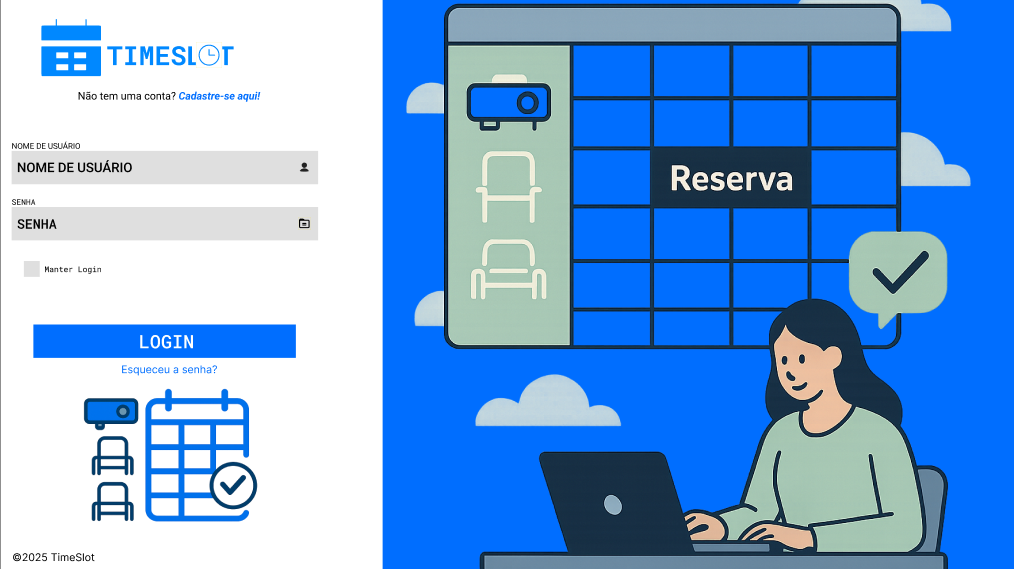 TIMESLOT
Não tem uma conta? Cadastre-se aqui!
NOME DE USUÁRIO
NOME DE USUÁRIO
SENHA
SENHA
Manter Login
LOGIN
Esqueceu a senha?
©2025 TimeSlot
Reserva